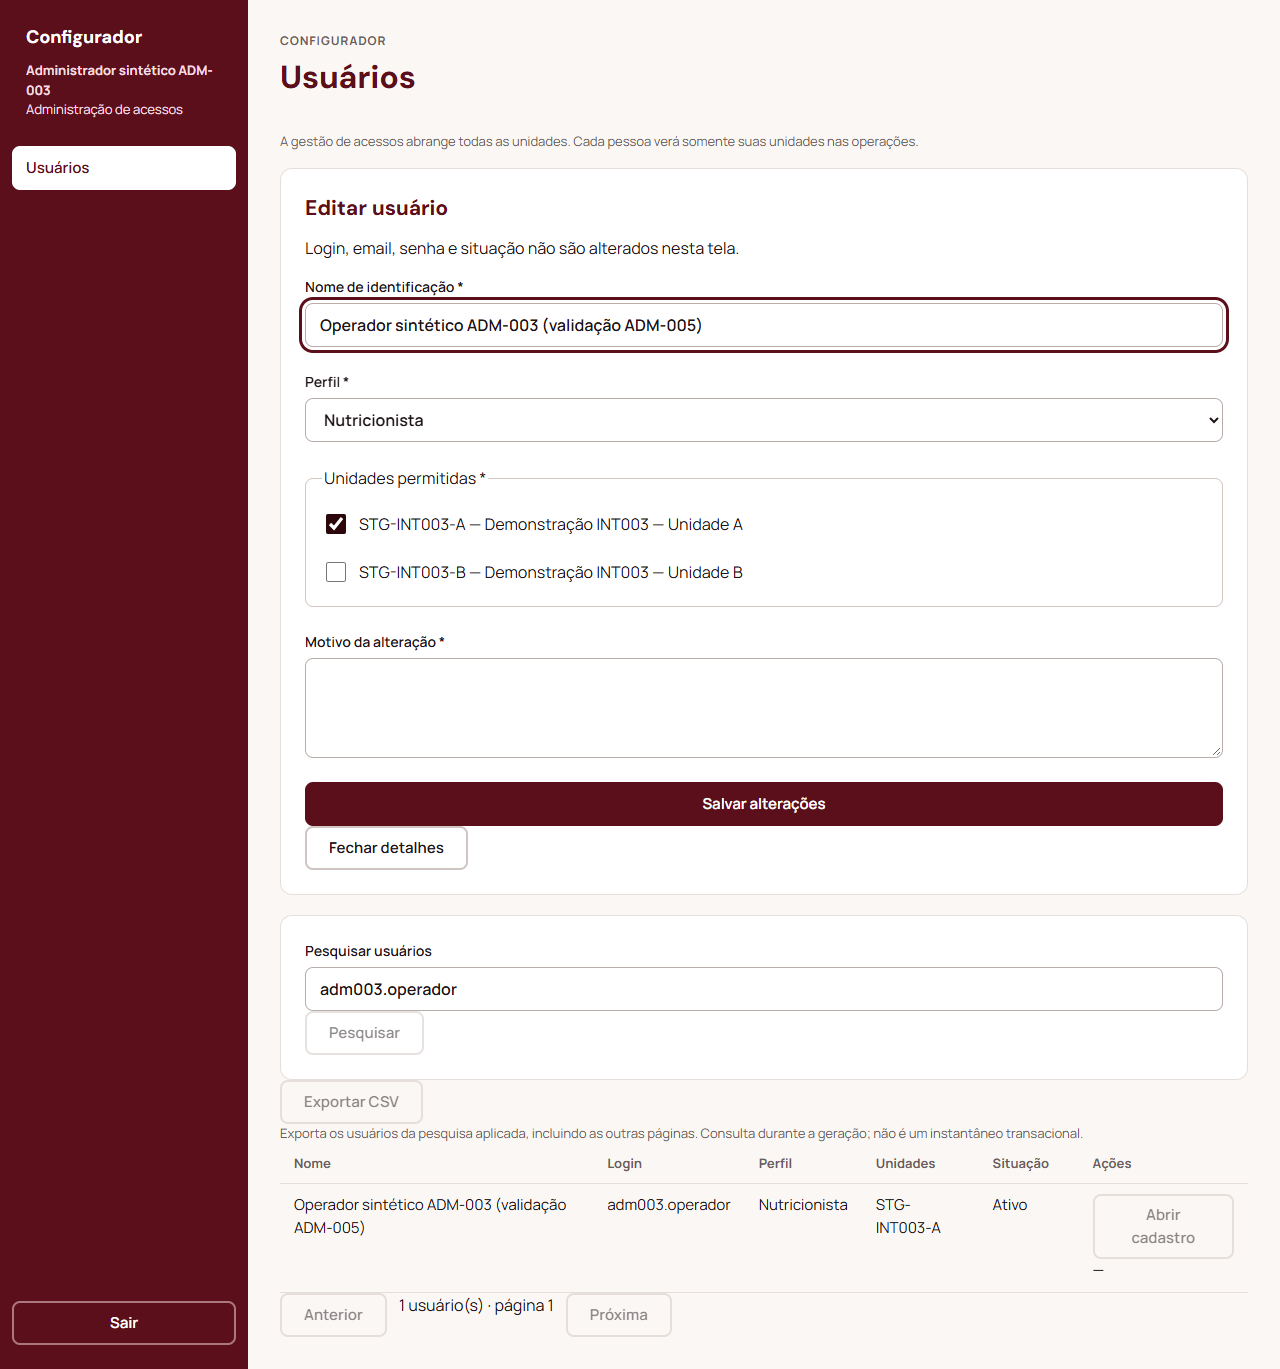 Configurador
Administrador sintético ADM-
003
Administração de acessos
Usuários
Sair
CONFIGURADOR
Usuários
A gestão de acessos abrange todas as unidades. Cada pessoa verá somente suas unidades nas operações.
Editar usuário
Login, email, senha e situação não são alterados nesta tela.
Nome de identificação *
Operador sintético ADM-003 (validação ADM-005)
Perfil *
Nutricionista
Unidades permitidas *
STG-INT003-A — Demonstração INT003 — Unidade A
STG-INT003-B — Demonstração INT003 — Unidade B
Motivo da alteração *
Salvar alterações
Fechar detalhes
Pesquisar usuários
adm003.operador
Pesquisar
Exportar CSV
Exporta os usuários da pesquisa aplicada, incluindo as outras páginas. Consulta durante a geração; não é um instantâneo transacional.
Nome Login Perfil Unidades Situação Ações
Operador sintético ADM-003 (validação adm003.operador Nutricionista STG- Ativo Abrir
ADM-005) INT003-A cadastro
—
Anterior 1 usuário(s) · página 1 Próxima